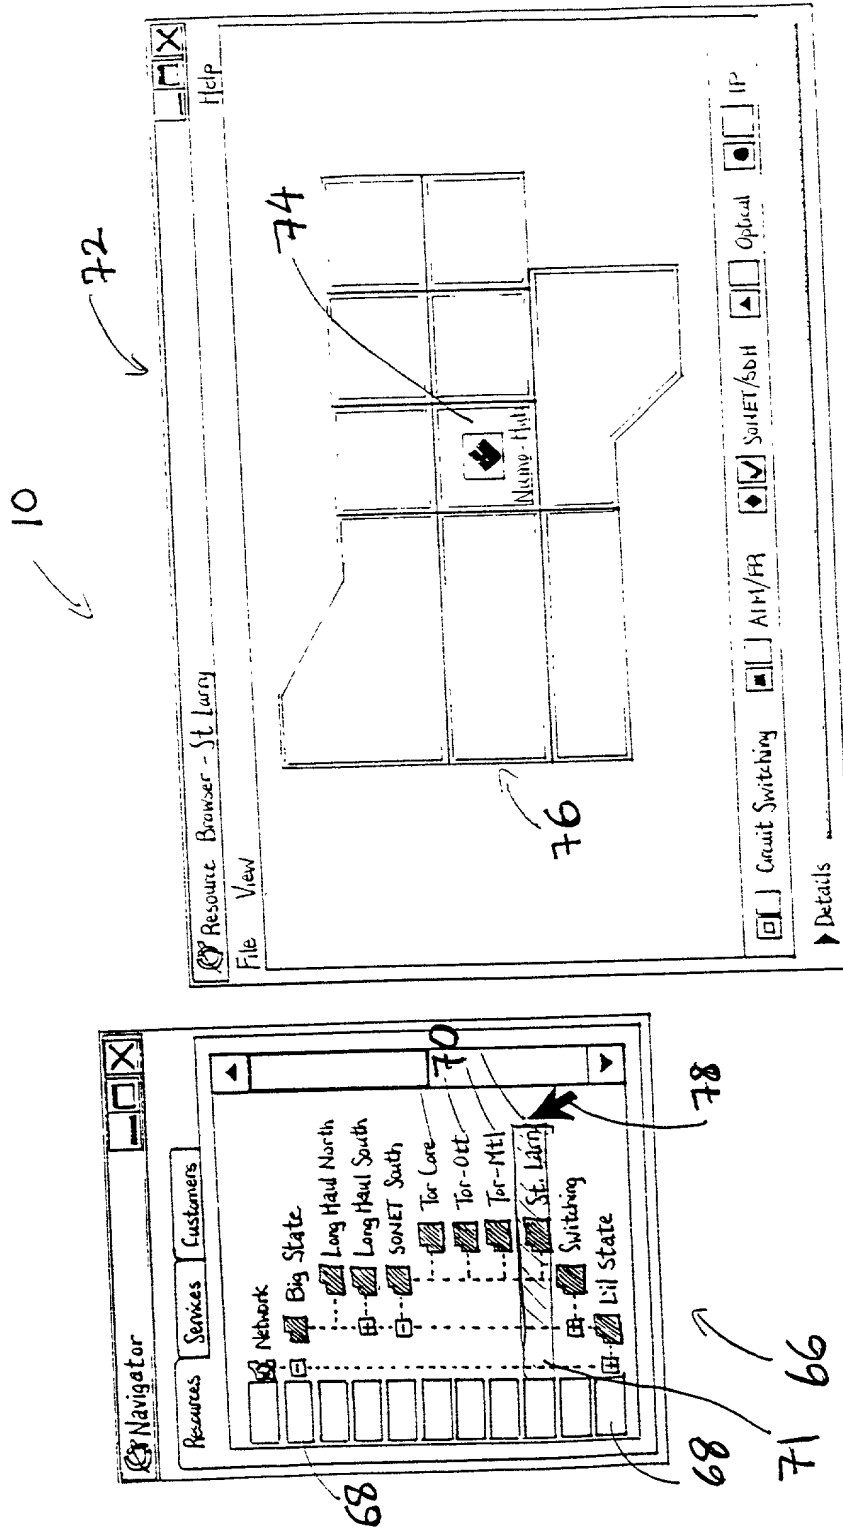 10
72
Resource Browser - St Larry
File View Help
74
Numo-Hub
76
Circuit Switching
ATM/FR
SONET/SDH
Optical
IP
Details
Navigator
Resources Services Customers
Network
Big State
Long Haul North
Long Haul South
SONET South
Tor Core
Tor-Ott
Tor-Mtl
St. Larry
Switching
Lil State
70
78
68
68
71
66